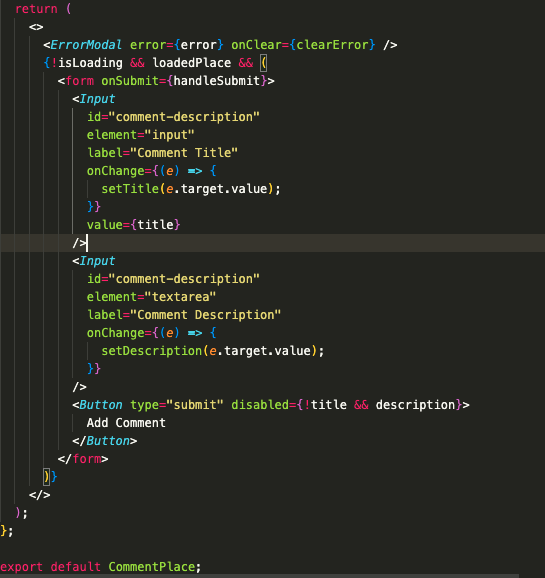 return (
<>
<ErrorModal error={error} onClear={clearError} />
{!isLoading && loadedPlace && (
<form onSubmit={handleSubmit}>
<Input
id="comment-description"
element="input"
label="Comment Title"
onChange={(e) => {
setTitle(e.target.value);
}}
value={title}
/>
<Input
id="comment-description"
element="textarea"
label="Comment Description"
onChange={(e) => {
setDescription(e.target.value);
}}
/>
<Button type="submit" disabled={!title && description}>
Add Comment
</Button>
</form>
)}
</>
);
};
export default CommentPlace;